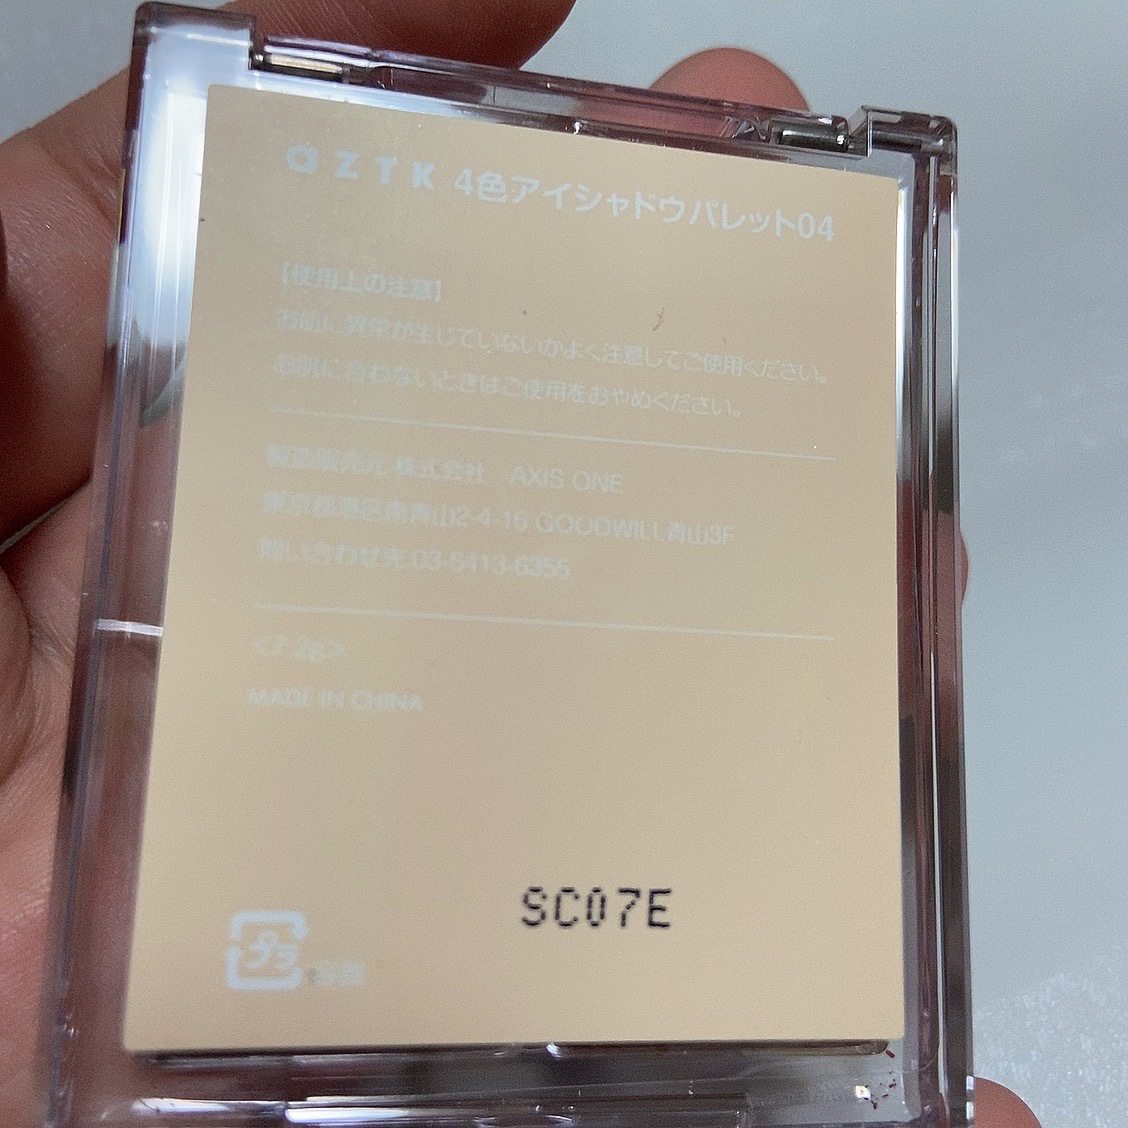 aZTK 4色アイシャドウパレット04
【使用上の注意】
お肌に異常が生じていないかよく注意してご使用ください。
お肌に合わないときはご使用をおやめください。
製造販売元 株式会社 AXIS ONE
東京都港区南青山2-4-16 GOODWILL青山3F
問い合わせ先 03-5413-6355
MADE IN CHINA
SC07E
プラ